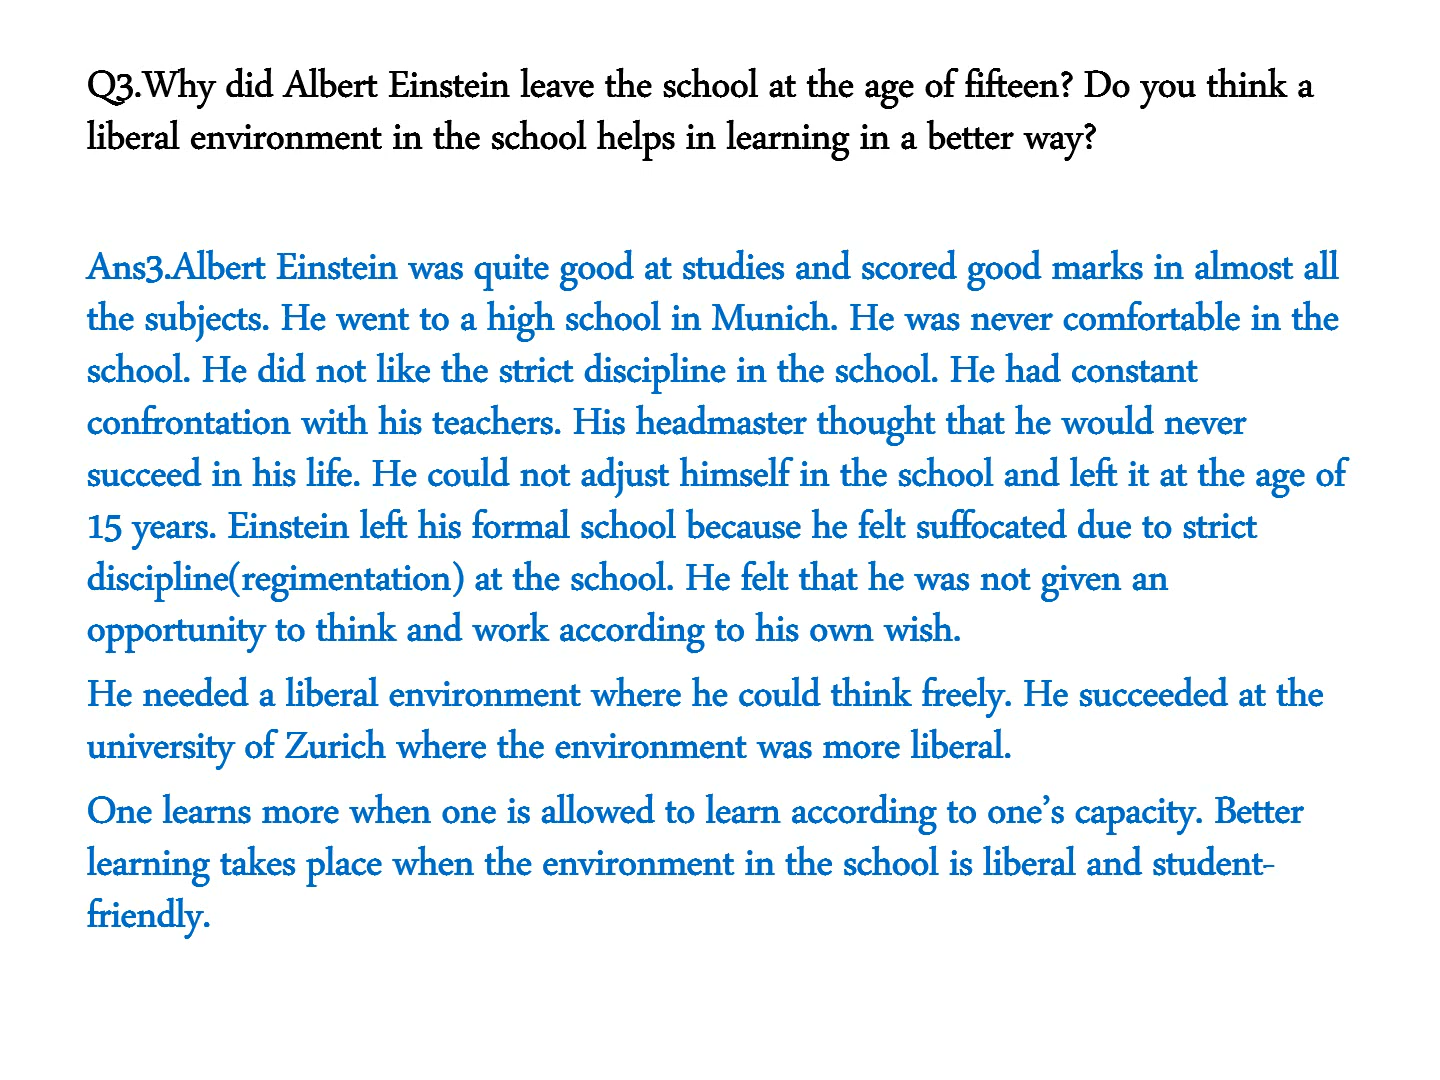 Q3.Why did Albert Einstein leave the school at the age of fifteen? Do you think a
liberal environment in the school helps in learning in a better way?
Ans3.Albert Einstein was quite good at studies and scored good marks in almost all
the subjects. He went to a high school in Munich. He was never comfortable in the
school. He did not like the strict discipline in the school. He had constant
confrontation with his teachers. His headmaster thought that he would never
succeed in his life. He could not adjust himself in the school and left it at the age of
15 years. Einstein left his formal school because he felt suffocated due to strict
discipline(regimentation) at the school. He felt that he was not given an
opportunity to think and work according to his own wish.
He needed a liberal environment where he could think freely. He succeeded at the
university of Zurich where the environment was more liberal.
One learns more when one is allowed to learn according to one’s capacity. Better
learning takes place when the environment in the school is liberal and student-
friendly.